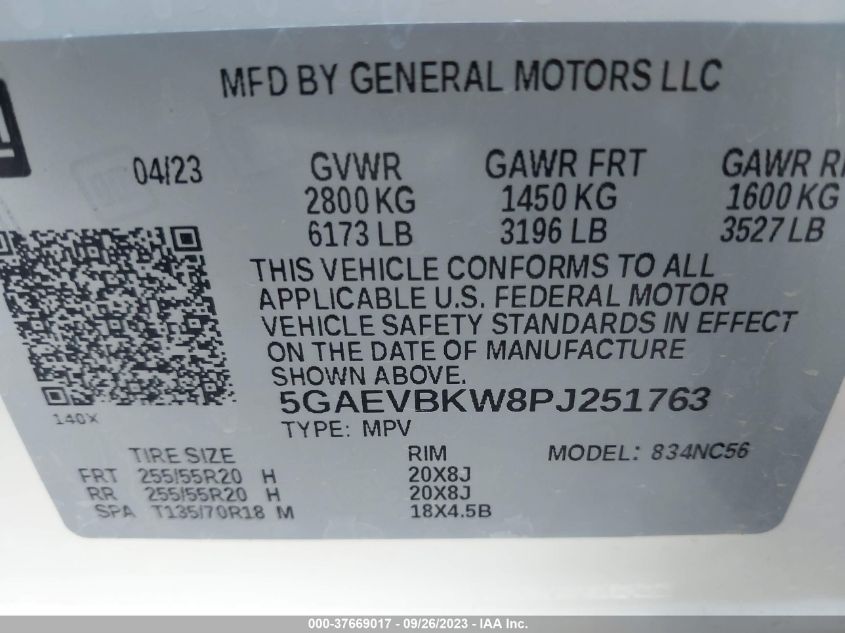 MFD BY GENERAL MOTORS LLC
04/23 GVWR GAWR FRT GAWR
2800 KG 1450 KG 1600 KG
6173 LB 3196 LB 3527 LB
THIS VEHICLE CONFORMS TO ALL
APPLICABLE U.S. FEDERAL MOTOR
VEHICLE SAFETY STANDARDS IN EFFECT
ON THE DATE OF MANUFACTURE
SHOWN ABOVE.
5GAEVBKW8PJ251763
140X
TYPE: MPV
TIRE SIZE RIM MODEL: 834NC56
FRT 255/55R20 H 20X8J
RR 255/55R20 H 20X8J
SPA T135/70R18 M 18X4.5B
000-37669017 - 09/26/2023 - IAA Inc.